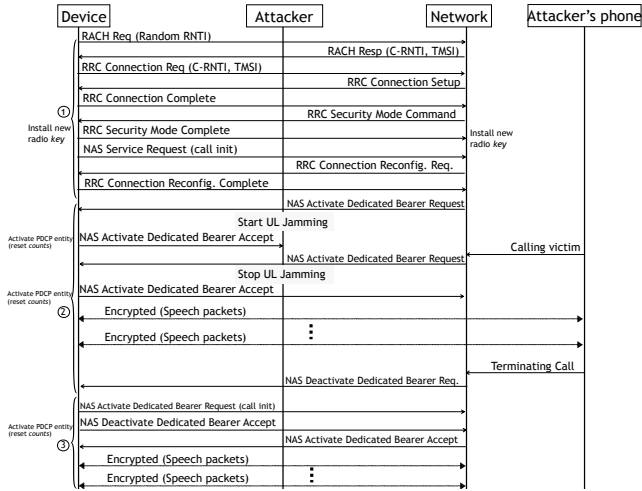 Device
Attacker
Network
Attacker's phone
RACH Req (Random RNTI)
RACH Resp (C-RNTI, TMSI)
RRC Connection Req (C-RNTI, TMSI)
RRC Connection Setup
RRC Connection Complete
1
RRC Security Mode Command
Install new
radio key
RRC Security Mode Complete
Install new
radio key
NAS Service Request (call init)
RRC Connection Reconfig. Req.
RRC Connection Reconfig. Complete
NAS Activate Dedicated Bearer Request
Start UL Jamming
Activate PDCP entity
(reset counts)
NAS Activate Dedicated Bearer Accept
Calling victim
NAS Activate Dedicated Bearer Request
Stop UL Jamming
Activate PDCP entity
(reset counts)
NAS Activate Dedicated Bearer Accept
2
Encrypted (Speech packets)
Encrypted (Speech packets)
Terminating Call
NAS Deactivate Dedicated Bearer Req.
NAS Activate Dedicated Bearer Request (call init)
Activate PDCP entity
(reset counts)
NAS Deactivate Dedicated Bearer Accept
3
NAS Activate Dedicated Bearer Accept
Encrypted (Speech packets)
Encrypted (Speech packets)